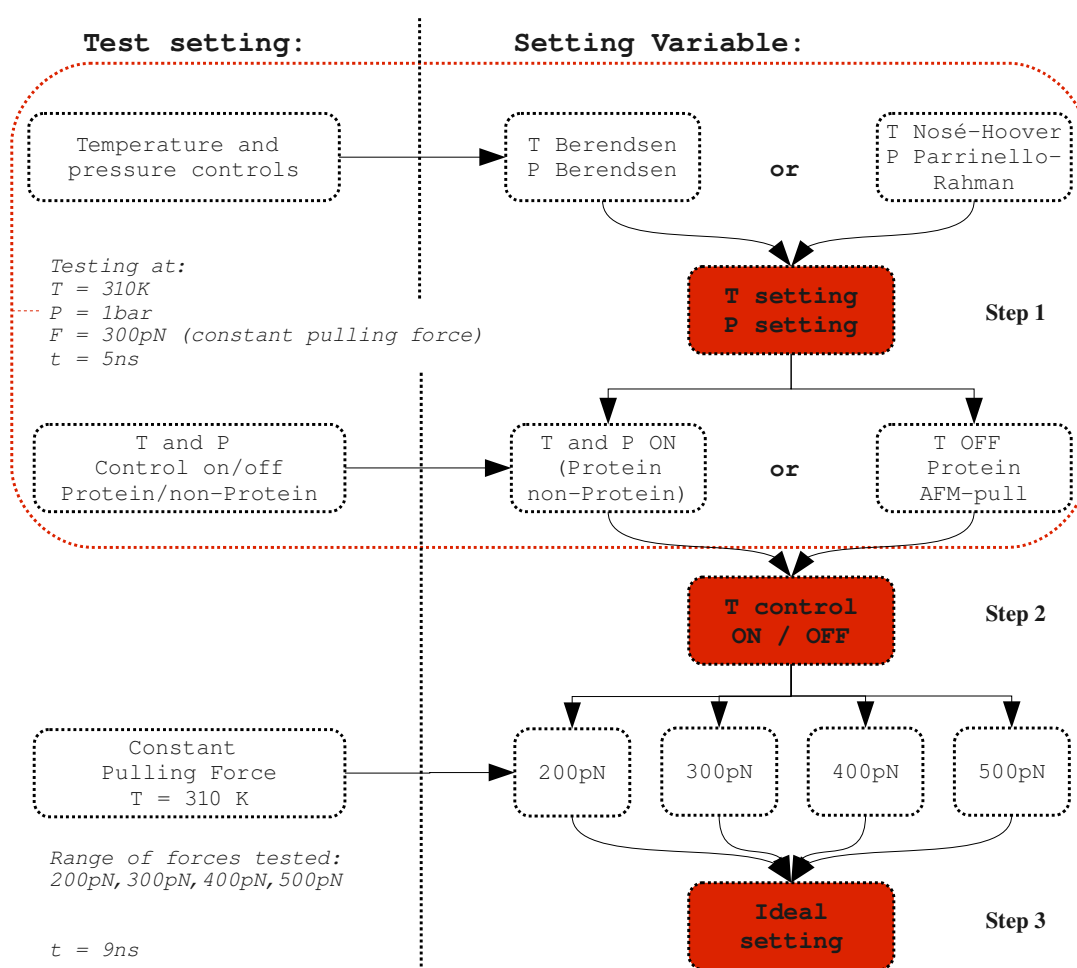 Test setting:
Setting Variable:
Temperature and
pressure controls
T Berendsen
P Berendsen
or
T Nosé-Hoover
P Parrinello-
Rahman
Testing at:
T = 310K
P = 1bar
F = 300pN (constant pulling force)
t = 5ns
T setting
P setting
Step 1
T and P
Control on/off
Protein/non-Protein
T and P ON
(Protein
non-Protein)
or
T OFF
Protein
AFM-pull
T control
ON / OFF
Step 2
Constant
Pulling Force
T = 310 K
200pN
300pN
400pN
500pN
Range of forces tested:
200pN,300pN,400pN,500pN
t = 9ns
Ideal
setting
Step 3